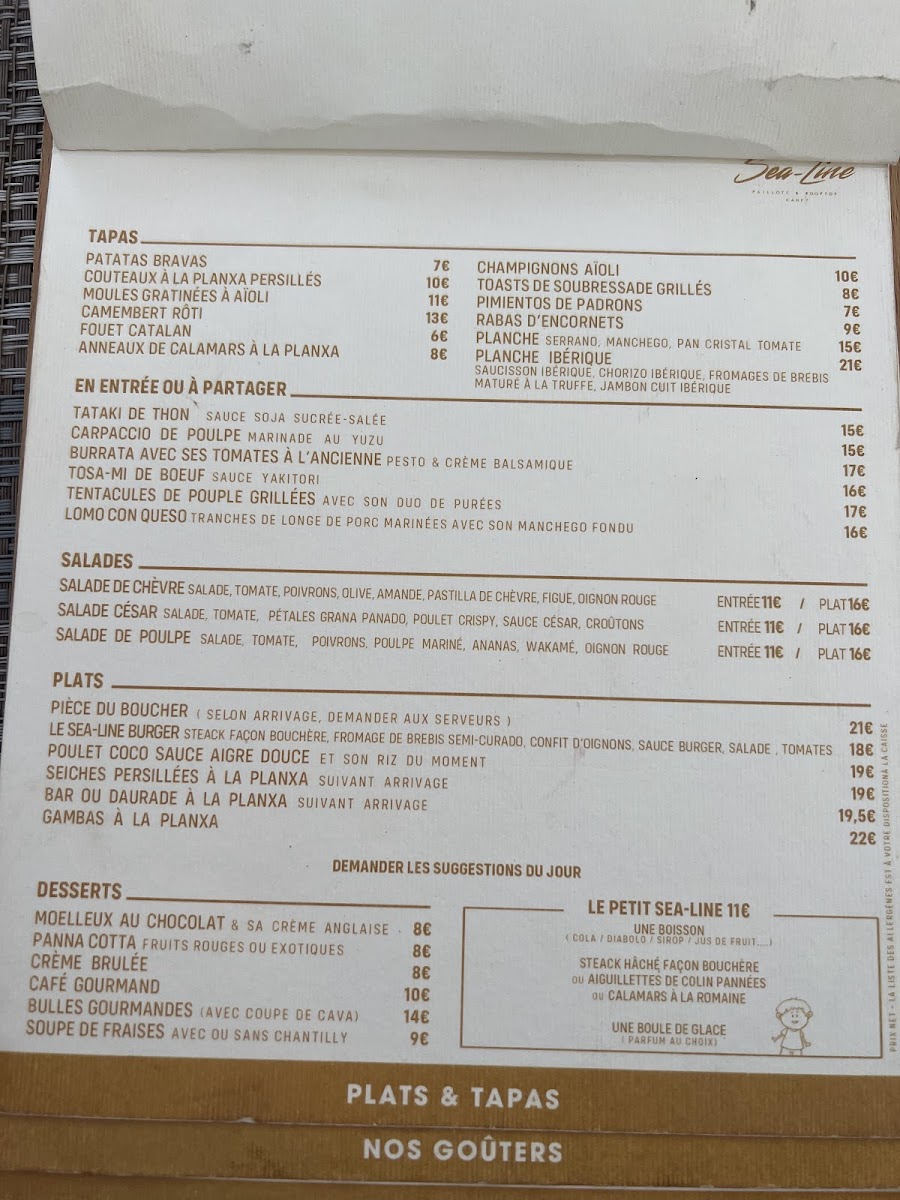 Sea-Line
PAILLOTE & ROOFTOP
CANET
TAPAS
PATATAS BRAVAS 7€
COUTEAUX À LA PLANXA PERSILLÉS 10€
MOULES GRATINÉES À AÏOLI 11€
CAMEMBERT RÔTI 13€
FOUET CATALAN 6€
ANNEAUX DE CALAMARS À LA PLANXA 8€
CHAMPIGNONS AÏOLI 10€
TOASTS DE SOUBRESSADE GRILLÉS 8€
PIMIENTOS DE PADRONS 7€
RABAS D'ENCORNETS 9€
PLANCHE SERRANO, MANCHEGO, PAN CRISTAL TOMATE 15€
PLANCHE IBÉRIQUE 21€
SAUCISSON IBÉRIQUE, CHORIZO IBÉRIQUE, FROMAGES DE BREBIS
MATURÉ À LA TRUFFE, JAMBON CUIT IBÉRIQUE
EN ENTRÉE OU À PARTAGER
TATAKI DE THON SAUCE SOJA SUCRÉE-SALÉE 15€
CARPACCIO DE POULPE MARINADE AU YUZU 15€
BURRATA AVEC SES TOMATES À L'ANCIENNE PESTO & CRÈME BALSAMIQUE 17€
TOSA-MI DE BOEUF SAUCE YAKITORI 16€
TENTACULES DE POUPLE GRILLÉES AVEC SON DUO DE PURÉES 17€
LOMO CON QUESO TRANCHES DE LONGE DE PORC MARINÉES AVEC SON MANCHEGO FONDU 16€
SALADES
SALADE DE CHÈVRE SALADE, TOMATE, POIVRONS, OLIVE, AMANDE, PASTILLA DE CHÈVRE, FIGUE, OIGNON ROUGE ENTRÉE 11€ / PLAT 16€
SALADE CÉSAR SALADE, TOMATE, PÉTALES GRANA PANADO, POULET CRISPY, SAUCE CÉSAR, CROÛTONS ENTRÉE 11€ / PLAT 16€
SALADE DE POULPE SALADE, TOMATE, POIVRONS, POULPE MARINÉ, ANANAS, WAKAMÉ, OIGNON ROUGE ENTRÉE 11€ / PLAT 16€
PLATS
PIÈCE DU BOUCHER ( SELON ARRIVAGE, DEMANDER AUX SERVEURS ) 21€
LE SEA-LINE BURGER STEACK FAÇON BOUCHÈRE, FROMAGE DE BREBIS SEMI-CURADO, CONFIT D'OIGNONS, SAUCE BURGER, SALADE , TOMATES 18€
POULET COCO SAUCE AIGRE DOUCE ET SON RIZ DU MOMENT 19€
SEICHES PERSILLÉES À LA PLANXA SUIVANT ARRIVAGE 19€
BAR OU DAURADE À LA PLANXA SUIVANT ARRIVAGE 19,5€
GAMBAS À LA PLANXA 22€
DEMANDER LES SUGGESTIONS DU JOUR
DESSERTS
MOELLEUX AU CHOCOLAT & SA CRÈME ANGLAISE 8€
PANNA COTTA FRUITS ROUGES OU EXOTIQUES 8€
CRÈME BRULÉE 8€
CAFÉ GOURMAND 10€
BULLES GOURMANDES (AVEC COUPE DE CAVA) 14€
SOUPE DE FRAISES AVEC OU SANS CHANTILLY 9€
LE PETIT SEA-LINE 11€
UNE BOISSON
( COLA / DIABOLO / SIROP / JUS DE FRUIT....)
STEACK HÂCHÉ FAÇON BOUCHÈRE
OU AIGUILLETTES DE COLIN PANNÉES
OU CALAMARS À LA ROMAINE
UNE BOULE DE GLACE
( PARFUM AU CHOIX)
PRIX NET - LA LISTE DES ALLERGÈNES EST À VOTRE DISPOSITIONA LA CAISSE
PLATS & TAPAS
NOS GOÛTERS